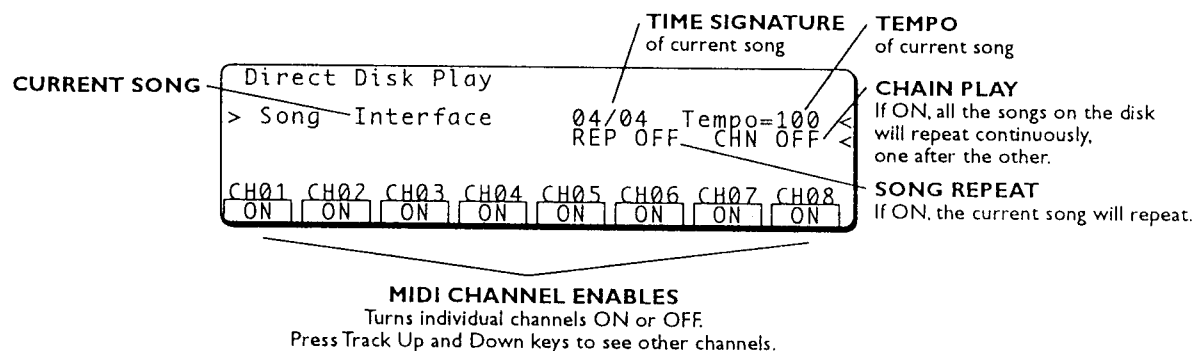 TIME SIGNATURE
of current song
TEMPO
of current song
CURRENT SONG
Direct Disk Play
> Song Interface 04/04 Tempo=100 <
REP OFF CHN OFF <
CH01 CH02 CH03 CH04 CH05 CH06 CH07 CH08
ON ON ON ON ON ON ON ON
CHAIN PLAY
If ON, all the songs on the disk
will repeat continuously,
one after the other.
SONG REPEAT
If ON, the current song will repeat.
MIDI CHANNEL ENABLES
Turns individual channels ON or OFF.
Press Track Up and Down keys to see other channels.